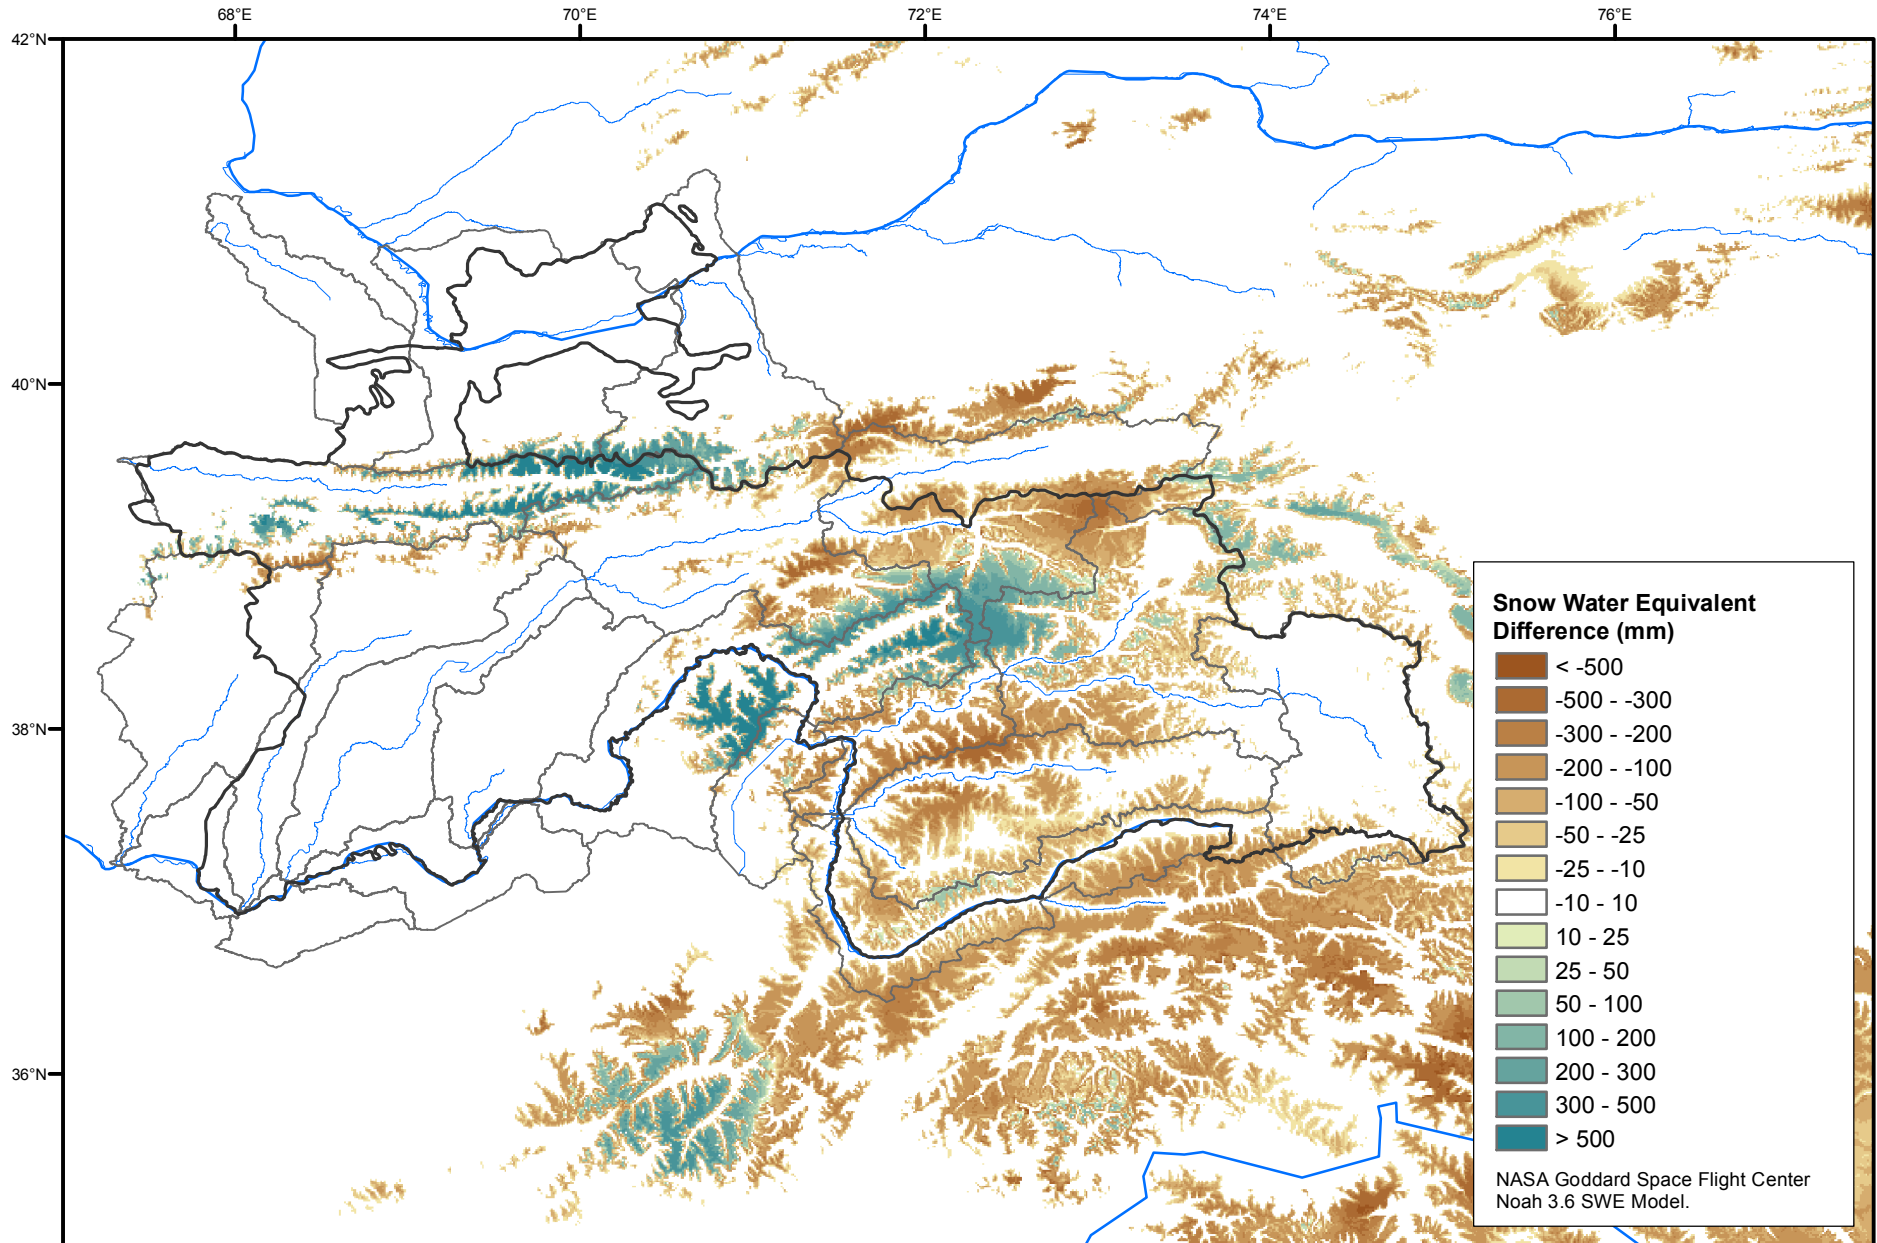 68°E
70°E
72°E
74°E
76°E
42°N
40°N
38°N
36°N
Snow Water Equivalent
Difference (mm)
< -500
-500 - -300
-300 - -200
-200 - -100
-100 - -50
-50 - -25
-25 - -10
-10 - 10
10 - 25
25 - 50
50 - 100
100 - 200
200 - 300
300 - 500
> 500
NASA Goddard Space Flight Center
Noah 3.6 SWE Model.